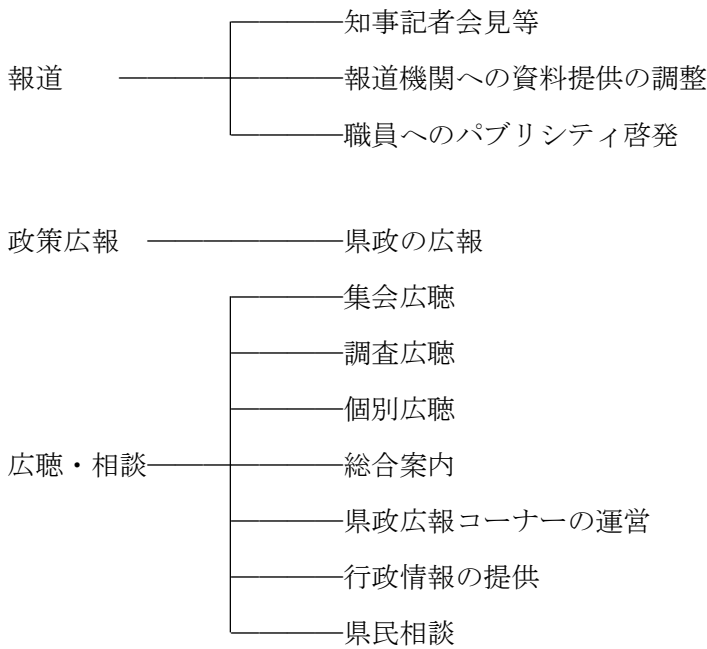 知事記者会見等
報道
報道機関への資料提供の調整
職員へのパブリシティ啓発
政策広報
県政の広報
集会広聴
調査広聴
個別広聴
広聴・相談
総合案内
県政広報コーナーの運営
行政情報の提供
県民相談